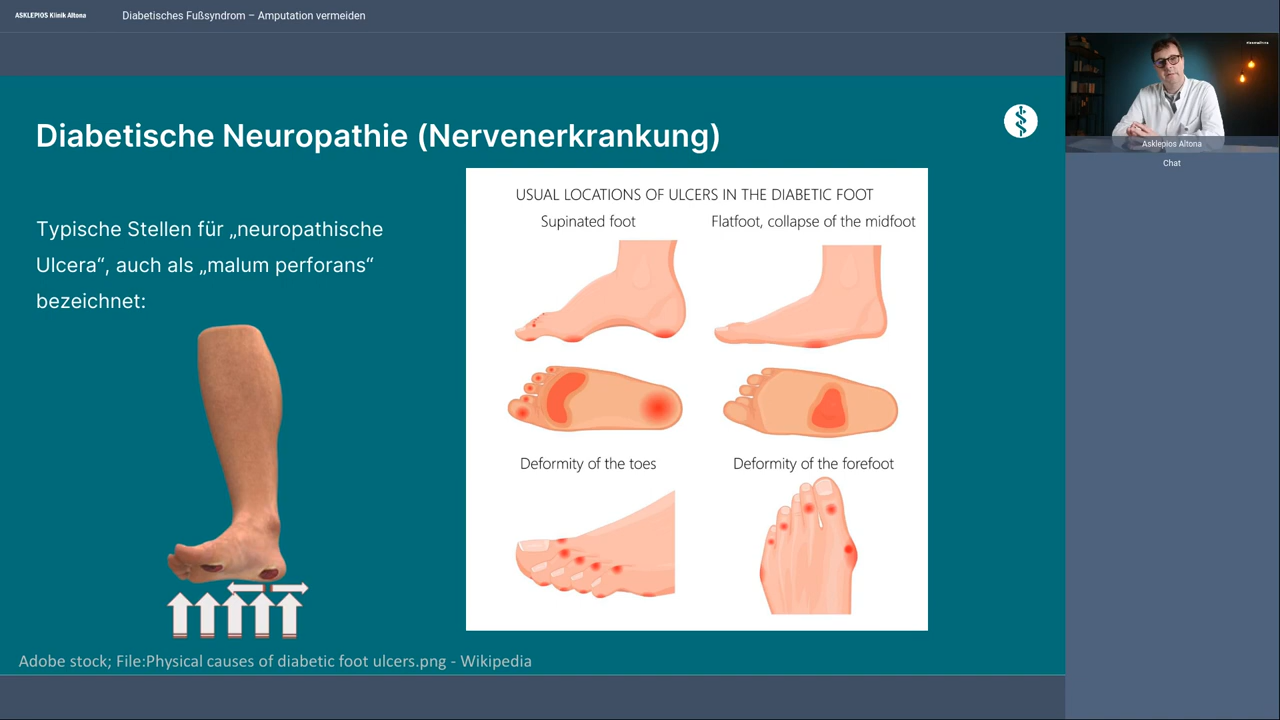 ASKLEPIOS Klinik Altona
Diabetisches Fußsyndrom – Amputation vermeiden
Diabetische Neuropathie (Nervenerkrankung)
Typische Stellen für „neuropathische
Ulcera“, auch als „malum perforans“
bezeichnet:
USUAL LOCATIONS OF ULCERS IN THE DIABETIC FOOT
Supinated foot
Flatfoot, collapse of the midfoot
Deformity of the toes
Deformity of the forefoot
Adobe stock; File:Physical causes of diabetic foot ulcers.png - Wikipedia
Asklepios Altona
Chat